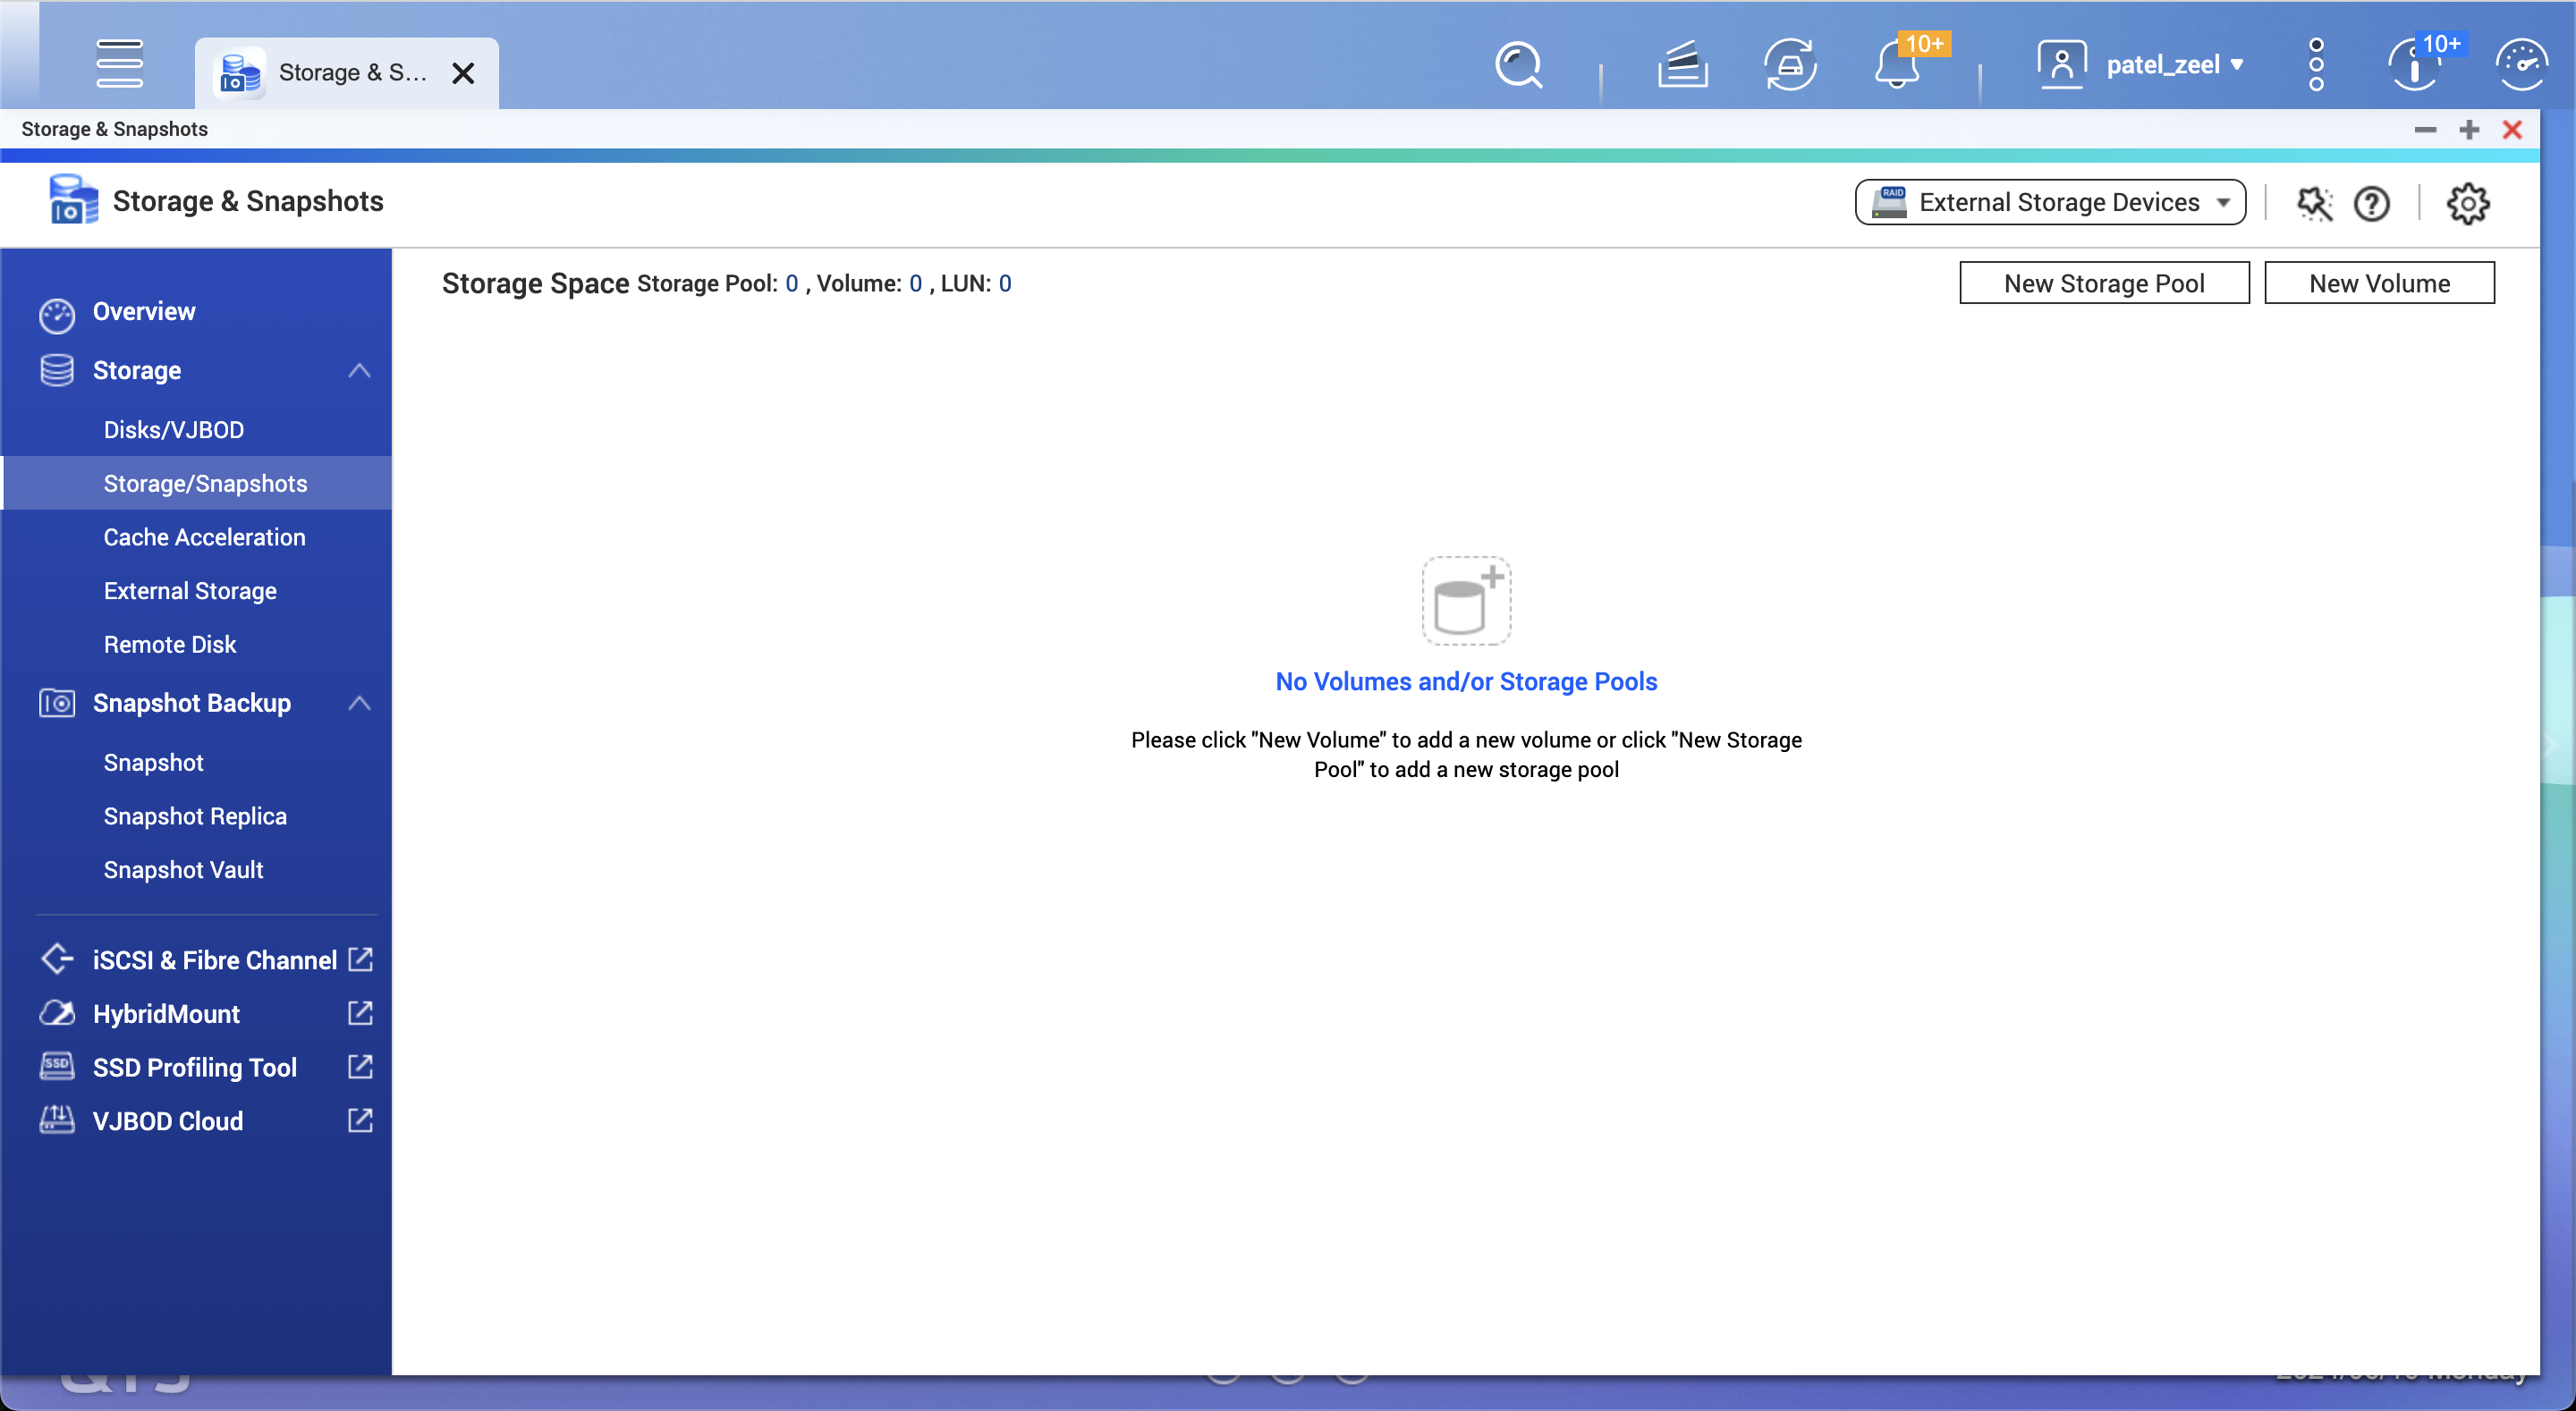 Storage & S...
10+
patel_zeel
10+
Storage & Snapshots
Storage & Snapshots
RAID
External Storage Devices
Overview
Storage
Disks/VJBOD
Storage/Snapshots
Cache Acceleration
External Storage
Remote Disk
Snapshot Backup
Snapshot
Snapshot Replica
Snapshot Vault
iSCSI & Fibre Channel
HybridMount
SSD
SSD Profiling Tool
VJBOD Cloud
Storage Space Storage Pool: 0 , Volume: 0 , LUN: 0
New Storage Pool
New Volume
No Volumes and/or Storage Pools
Please click "New Volume" to add a new volume or click "New Storage
Pool" to add a new storage pool
QTS
Monday